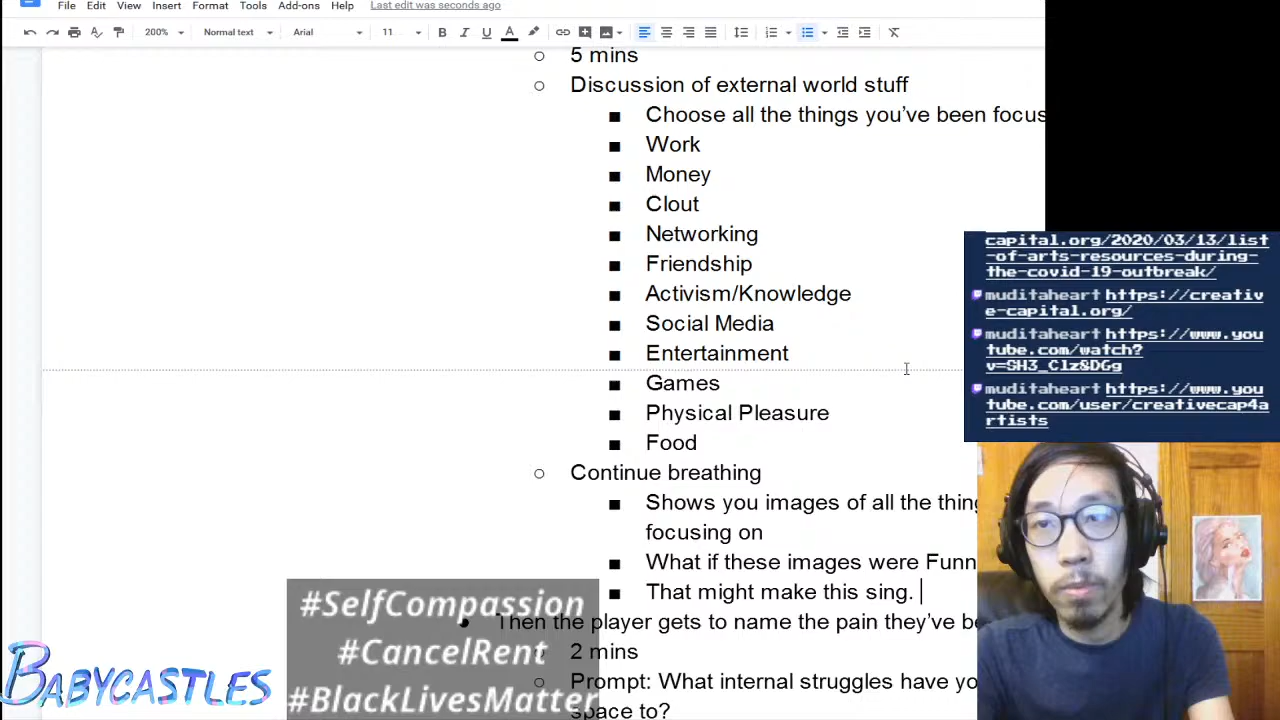 File Edit View Insert Format Tools Add-ons Help Last edit was seconds ago
200% Normal text Arial 11
5 mins
Discussion of external world stuff
Choose all the things you've been focus
Work
Money
Clout
Networking
Friendship
Activism/Knowledge
Social Media
Entertainment
Games
Physical Pleasure
Food
Continue breathing
Shows you images of all the thing
focusing on
What if these images were Funn
That might make this sing.
Then the player gets to name the pain they've be
2 mins
Prompt: What internal struggles have yo
space to?
capital.org/2020/03/13/list
-of-arts-resources-during-
the-covid-19-outbreak/
muditaheart https://creativ
e-capital.org/
muditaheart https://www.you
tube.com/watch?
v=SH3_Clz&DGg
muditaheart https://www.you
tube.com/user/creativecap4a
rtists
#SelfCompassion
#CancelRent
#BlackLivesMatter
BABYCASTLES